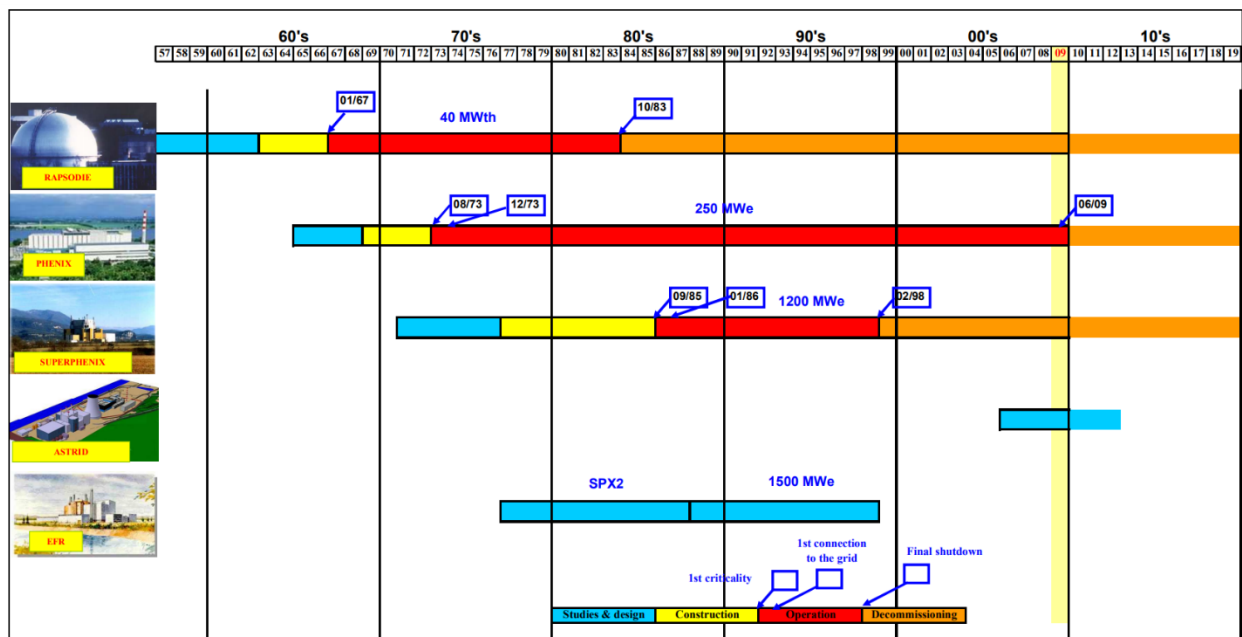 60's 70's 80's 90's 00's 10's
57 58 59 60 61 62 63 64 65 66 67 69 70 71 72 73 74 75 76 77 78 79 80 81 82 83 84 85 86 87 88 89 90 91 92 93 94 95 96 97 98 99 00 01 02 03 04 05 06 07 08 09 10 11 12 13 14 15 16 17 18 19
01/67 40 MWth 10/83
RAPSODIE
08/73 12/73 250 MWe 06/09
PHENIX
09/85 01/86 1200 MWe 02/98
SUPERPHENIX
ASTRID
SPX2 1500 MWe
EFR
1st connection
to the grid
Final shutdown
1st criticality
Studies & design Construction Operation Decommissioning